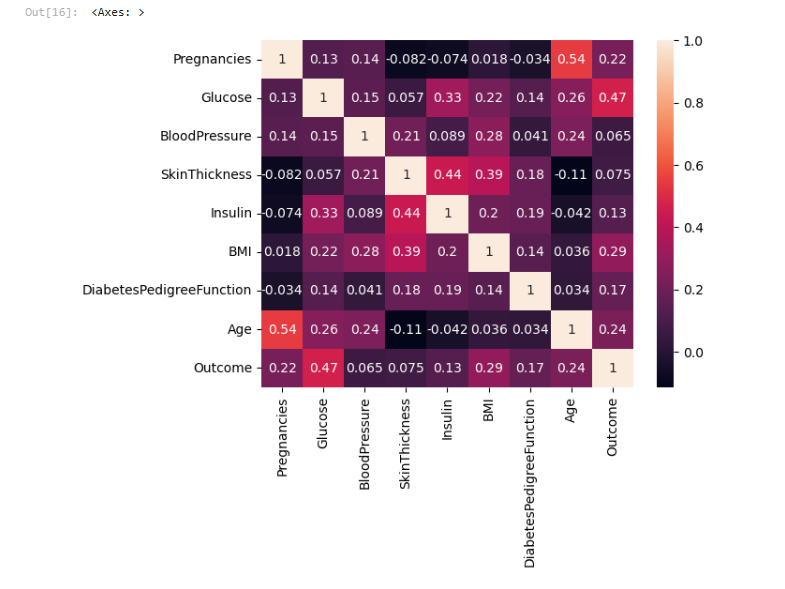 Out[16]: <Axes: >
Pregnancies 1 0.13 0.14 -0.082 -0.074 0.018 -0.034 0.54 0.22
Glucose 0.13 1 0.15 0.057 0.33 0.22 0.14 0.26 0.47
BloodPressure 0.14 0.15 1 0.21 0.089 0.28 0.041 0.24 0.065
SkinThickness -0.082 0.057 0.21 1 0.44 0.39 0.18 -0.11 0.075
Insulin -0.074 0.33 0.089 0.44 1 0.2 0.19 -0.042 0.13
BMI 0.018 0.22 0.28 0.39 0.2 1 0.14 0.036 0.29
DiabetesPedigreeFunction -0.034 0.14 0.041 0.18 0.19 0.14 1 0.034 0.17
Age 0.54 0.26 0.24 -0.11 -0.042 0.036 0.034 1 0.24
Outcome 0.22 0.47 0.065 0.075 0.13 0.29 0.17 0.24 1
Pregnancies
Glucose
BloodPressure
SkinThickness
Insulin
BMI
DiabetesPedigreeFunction
Age
Outcome
1.0
0.8
0.6
0.4
0.2
0.0